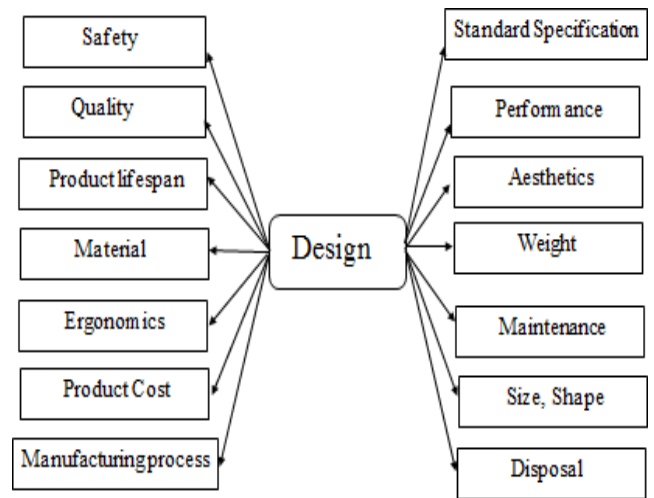 Safety
Quality
Product lifespan
Material
Ergonomics
Product Cost
Manufacturing process
Design
Standard Specification
Performance
Aesthetics
Weight
Maintenance
Size, Shape
Disposal